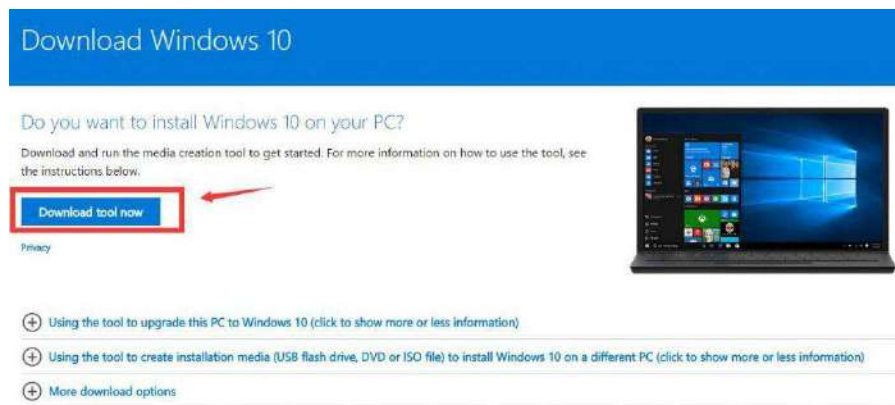 Download Windows 10
Do you want to install Windows 10 on your PC?
Download and run the media creation tool to get started. For more information on how to use the tool, see
the instructions below.
Download tool now
Privacy
Using the tool to upgrade this PC to Windows 10 (click to show more or less information)
Using the tool to create installation media (USB flash drive, DVD or ISO file) to install Windows 10 on a different PC (click to show more or less information)
More download options